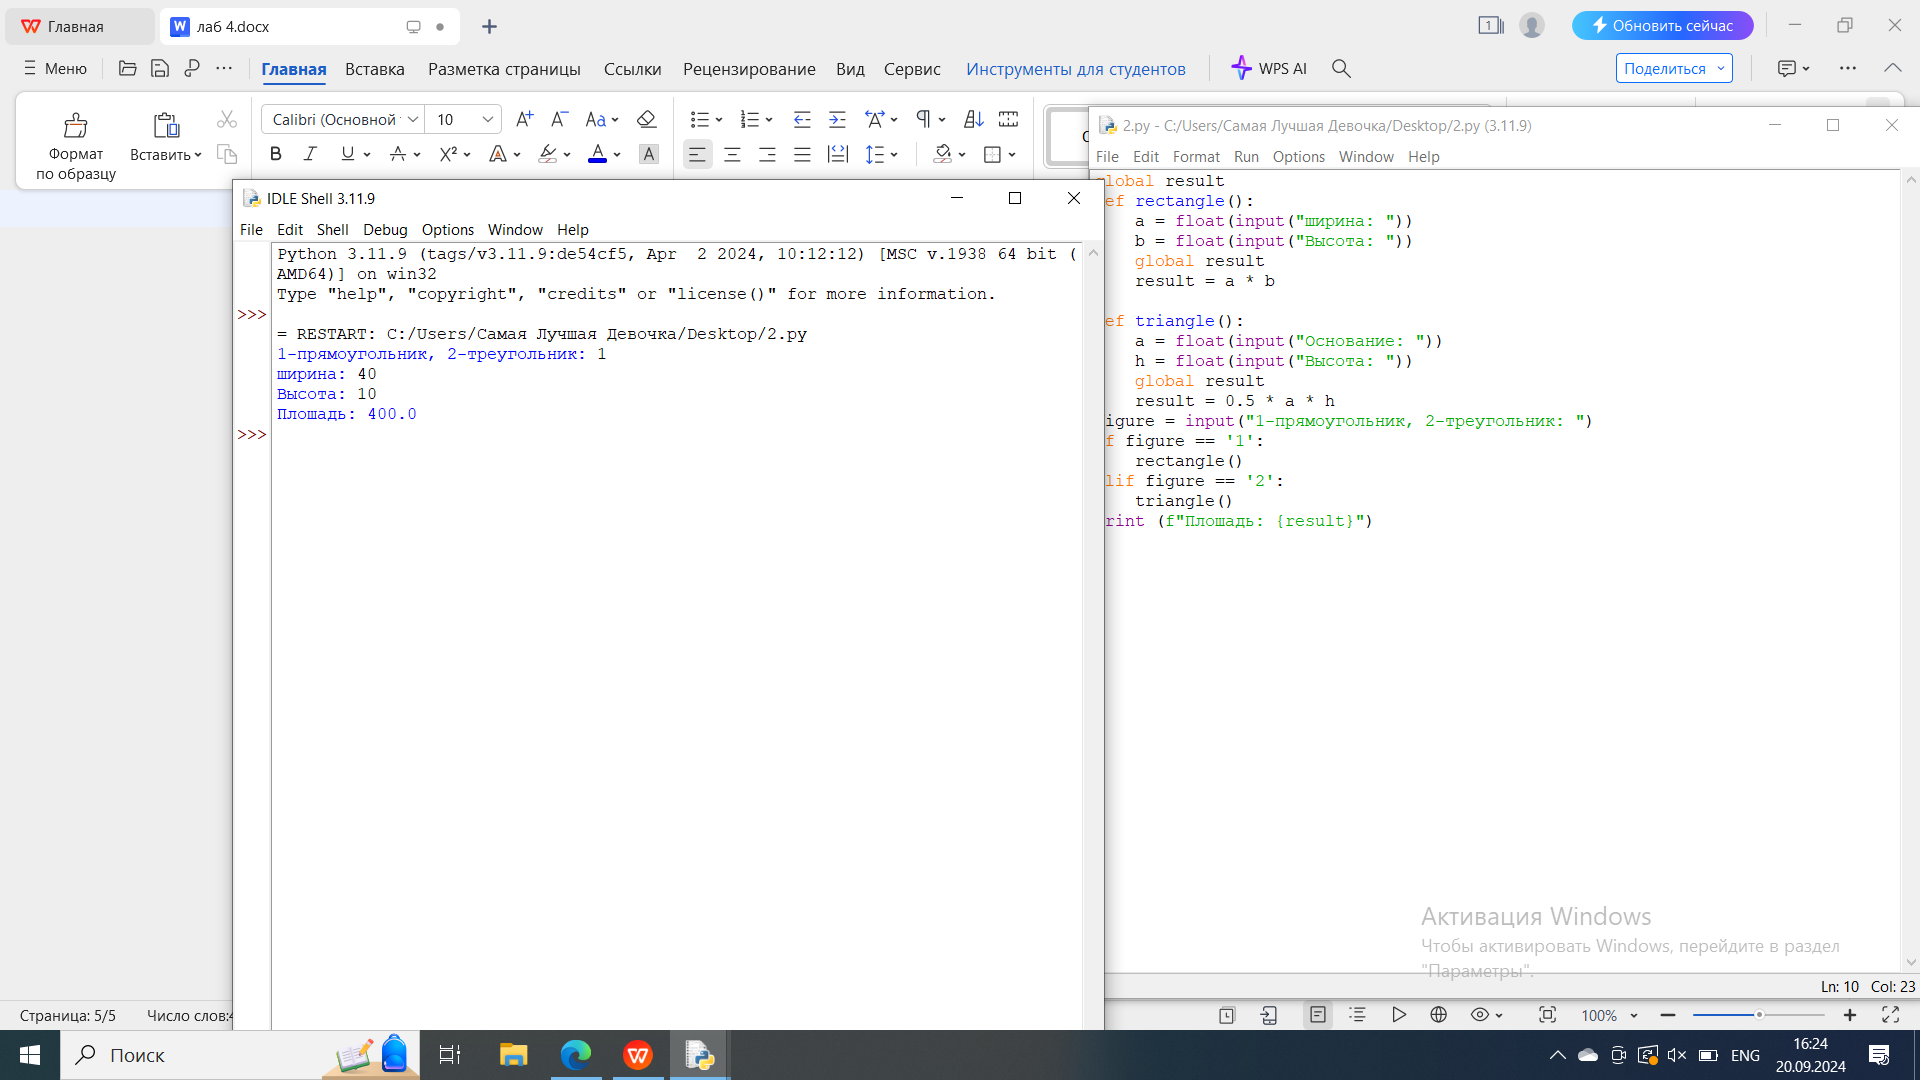 Главная
лаб 4.docx
1
Обновить сейчас
Меню
Главная
Вставка
Разметка страницы
Ссылки
Рецензирование
Вид
Сервис
Инструменты для студентов
WPS AI
Поделиться
Формат
по образцу
Вставить
Calibri (Основной
10
2.py - C:/Users/Самая Лучшая Девочка/Desktop/2.py (3.11.9)
File Edit Format Run Options Window Help
lobal result
ef rectangle():
a = float(input("ширина: "))
b = float(input("Высота: "))
global result
result = a * b
ef triangle():
a = float(input("Основание: "))
h = float(input("Высота: "))
global result
result = 0.5 * a * h
igure = input("1-прямоугольник, 2-треугольник: ")
f figure == '1':
rectangle()
lif figure == '2':
triangle()
rint (f"Плошадь: {result}")
Ln: 10 Col: 23
IDLE Shell 3.11.9
File Edit Shell Debug Options Window Help
Python 3.11.9 (tags/v3.11.9:de54cf5, Apr  2 2024, 10:12:12) [MSC v.1938 64 bit (
AMD64)] on win32
Type "help", "copyright", "credits" or "license()" for more information.
>>>
= RESTART: C:/Users/Самая Лучшая Девочка/Desktop/2.py
1-прямоугольник, 2-треугольник: 1
ширина: 40
Высота: 10
Плошадь: 400.0
>>>
Активация Windows
Чтобы активировать Windows, перейдите в раздел
"Параметры".
Страница: 5/5
Число слов:
100%
Поиск
ENG
16:24
20.09.2024